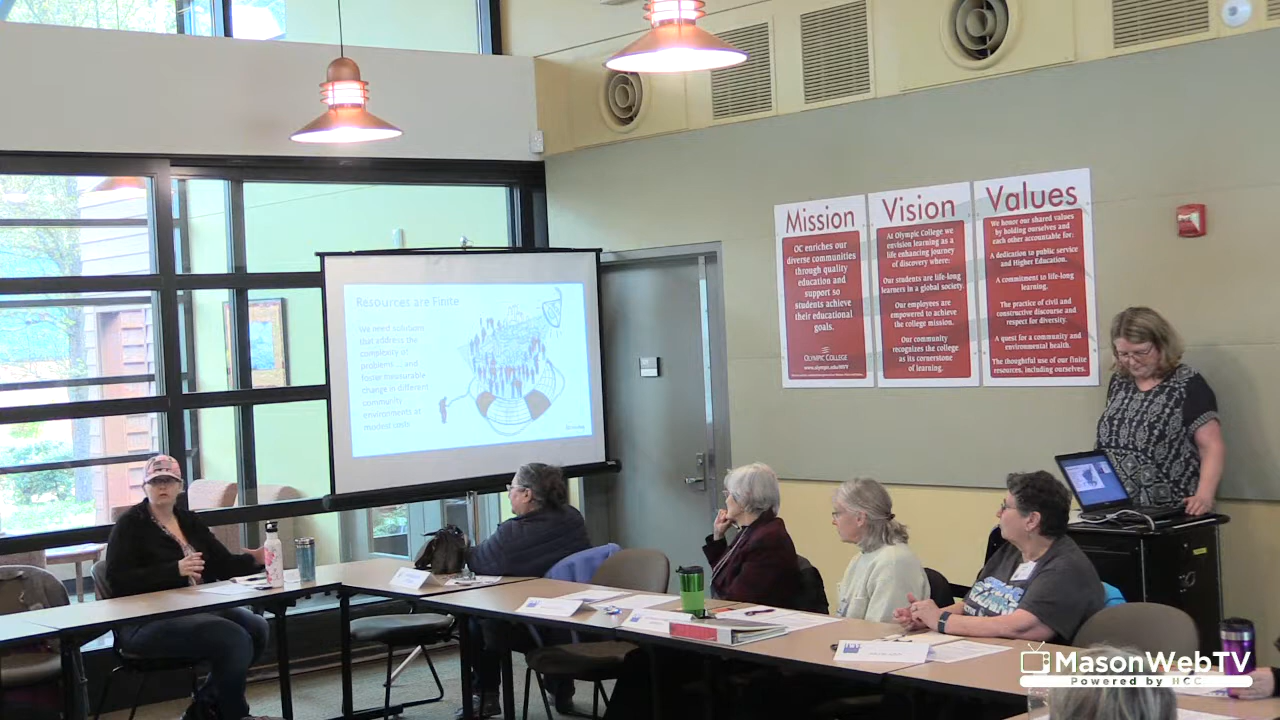 Resources are Finite
We need solutions
that address the
complexity of
problems ... and
foster measurable
change in different
community
environments at
modest costs
Mission
OC enriches our
diverse communities
through quality
education and
support so
students achieve
their educational
goals.
OLYMPIC COLLEGE
Vision
At Olympic College we
envision learning as a
life enhancing journey
of discovery where:
Our students are life-long
learners in a global society.
Our employees are
empowered to achieve
the college mission.
Our community
recognizes the college
as its cornerstone
of learning.
Values
We honor our shared values
by holding ourselves and
each other accountable for:
A dedication to public service
and Higher Education.
A commitment to life-long
learning.
The practice of civil and
constructive discourse and
respect for diversity.
A quest for a community and
environmental health.
The thoughtful use of our finite
resources, including ourselves.
MasonWebTV
Powered by HCC